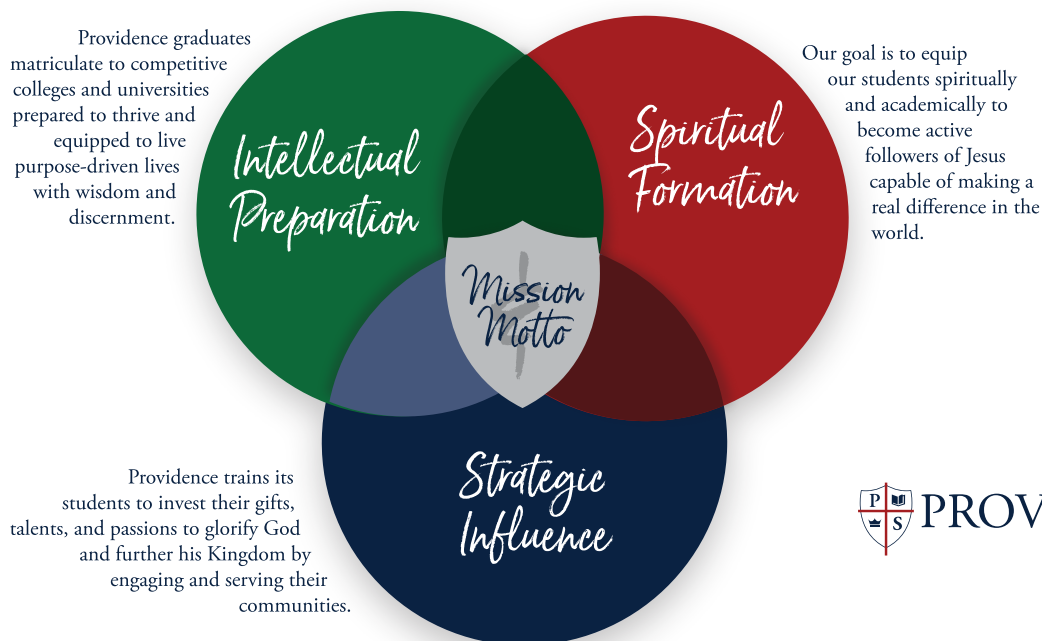 Providence graduates
matriculate to competitive
colleges and universities
prepared to thrive and
equipped to live
purpose-driven lives
with wisdom and
discernment.
Intellectual
Preparation
Spiritual
Formation
Our goal is to equip
our students spiritually
and academically to
become active
followers of Jesus
capable of making a
real difference in the
world.
Mission
Motto
Strategic
Influence
Providence trains its
students to invest their gifts,
talents, and passions to glorify God
and further his Kingdom by
engaging and serving their
communities.
P
S
PROV